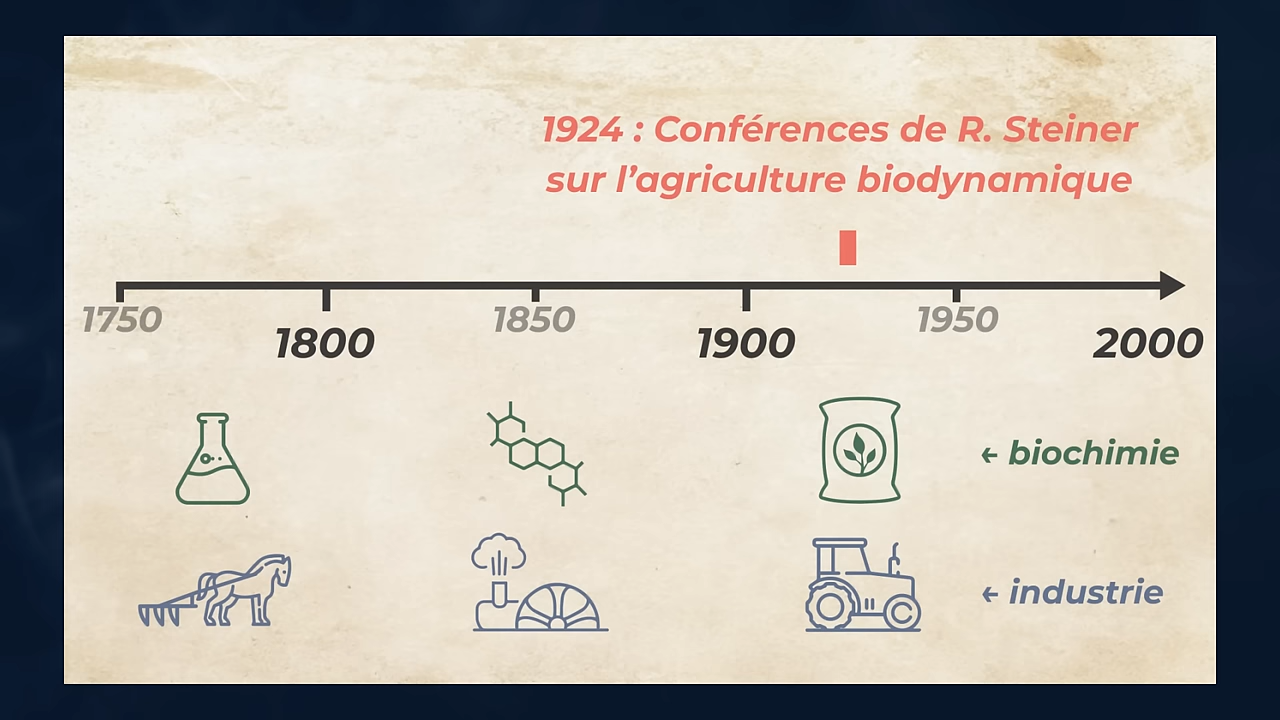 1924 : Conférences de R. Steiner
sur l’agriculture biodynamique
1750
1800
1850
1900
1950
2000
← biochimie
← industrie